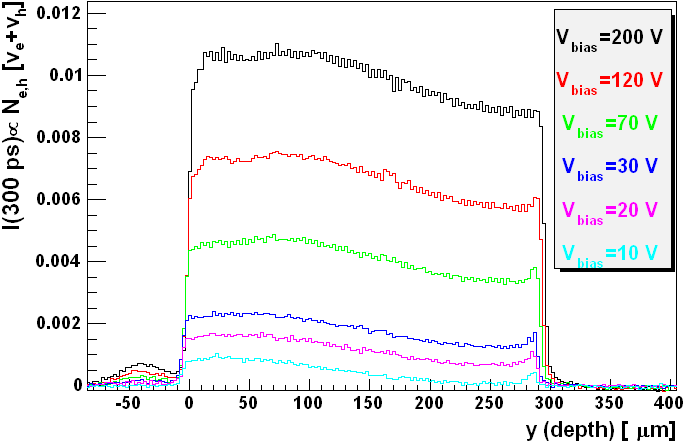 I(300 ps)∝ N_e,h [v_e+v_h]
0.012
0.01
0.008
0.006
0.004
0.002
0
-50 0 50 100 150 200 250 300 350 400
y (depth) [ μm]
V_bias=200 V
V_bias=120 V
V_bias=70 V
V_bias=30 V
V_bias=20 V
V_bias=10 V